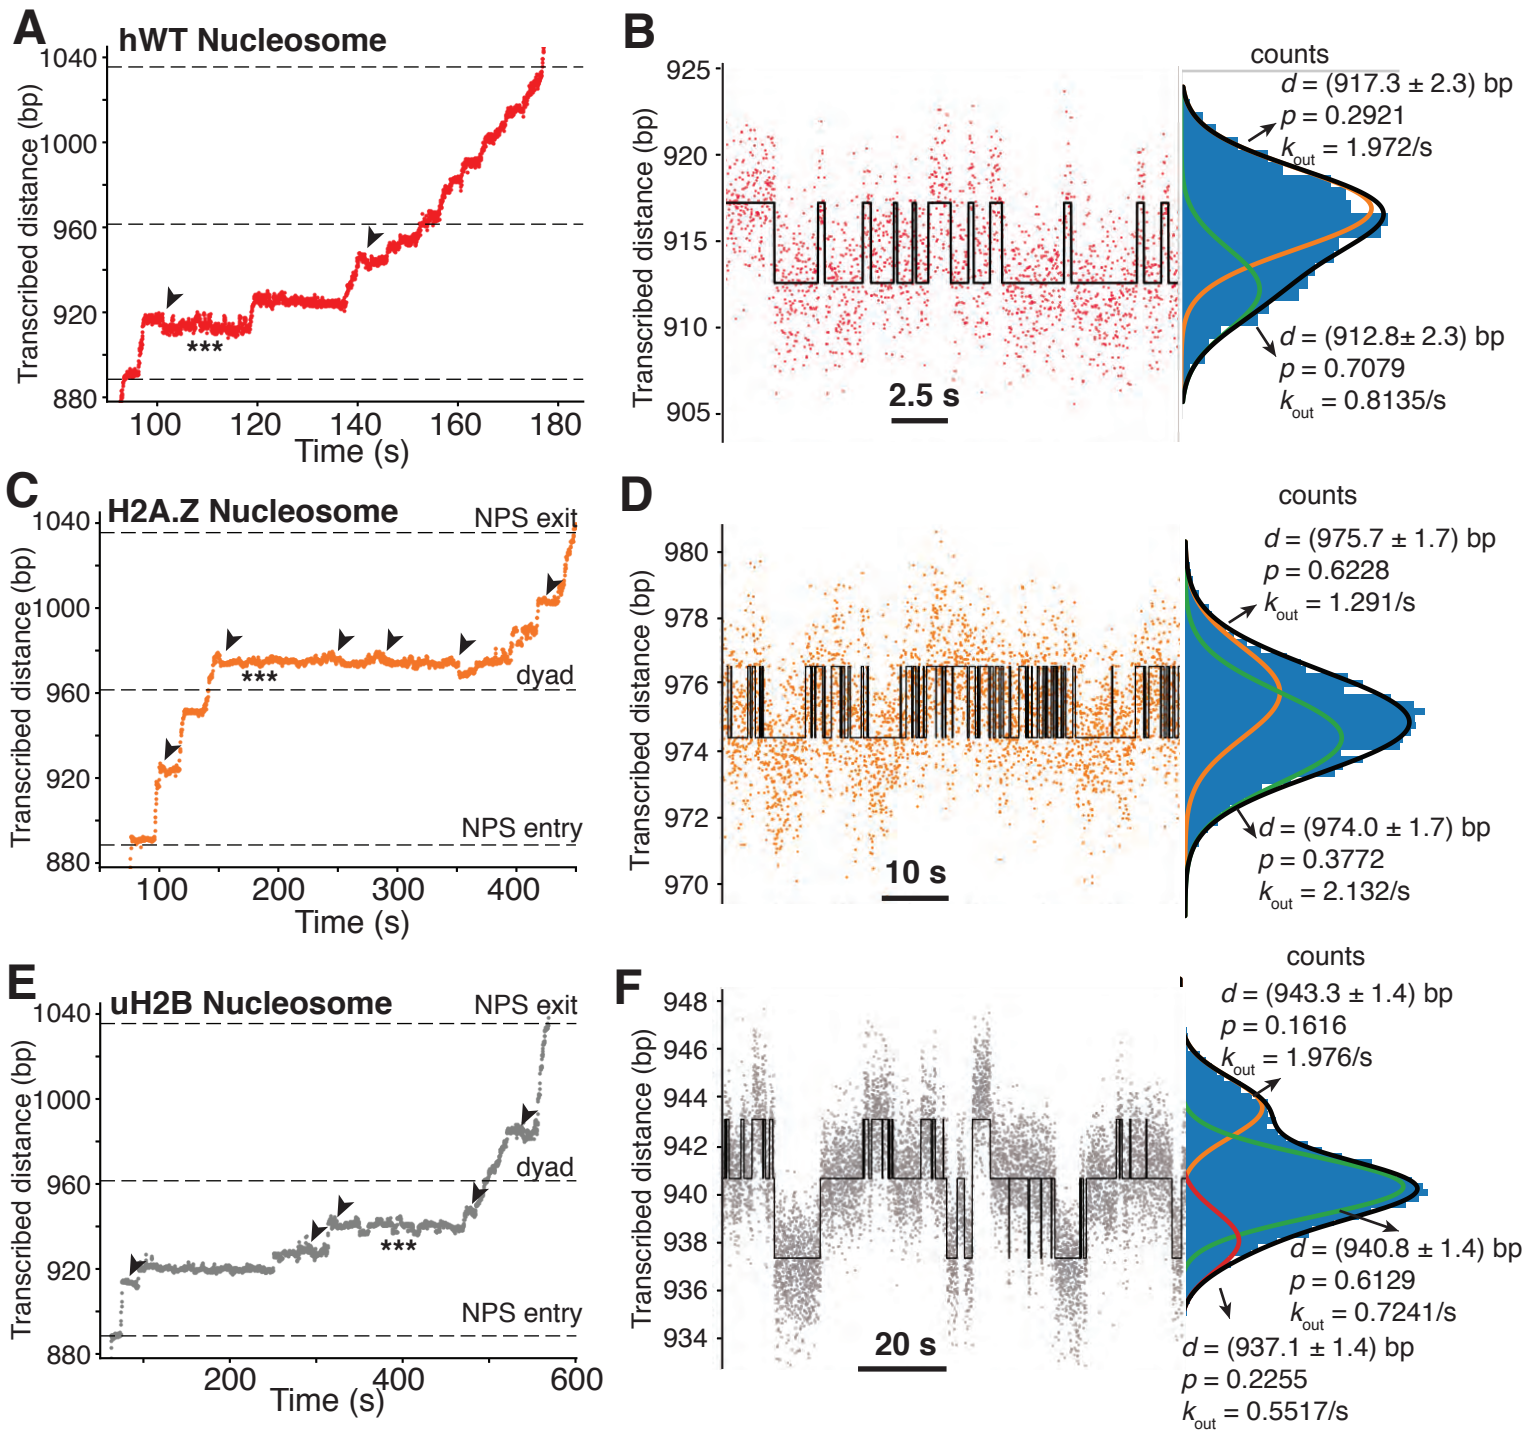 A
hWT Nucleosome
Transcribed distance (bp)
1040
1000
960
920
880
***
100
120
140
160
180
Time (s)
B
Transcribed distance (bp)
925
920
915
910
905
2.5 s
counts
d = (917.3 ± 2.3) bp
p = 0.2921
kout = 1.972/s
d = (912.8± 2.3) bp
p = 0.7079
kout = 0.8135/s
C
H2A.Z Nucleosome
Transcribed distance (bp)
1040
1000
960
920
880
NPS exit
dyad
NPS entry
***
100
200
300
400
Time (s)
D
Transcribed distance (bp)
980
978
976
974
972
970
10 s
counts
d = (975.7 ± 1.7) bp
p = 0.6228
kout = 1.291/s
d = (974.0 ± 1.7) bp
p = 0.3772
kout = 2.132/s
E
uH2B Nucleosome
Transcribed distance (bp)
1040
1000
960
920
880
NPS exit
dyad
NPS entry
***
200
400
600
Time (s)
F
Transcribed distance (bp)
948
946
944
942
940
938
936
934
20 s
counts
d = (943.3 ± 1.4) bp
p = 0.1616
kout = 1.976/s
d = (940.8 ± 1.4) bp
p = 0.6129
kout = 0.7241/s
d = (937.1 ± 1.4) bp
p = 0.2255
kout = 0.5517/s